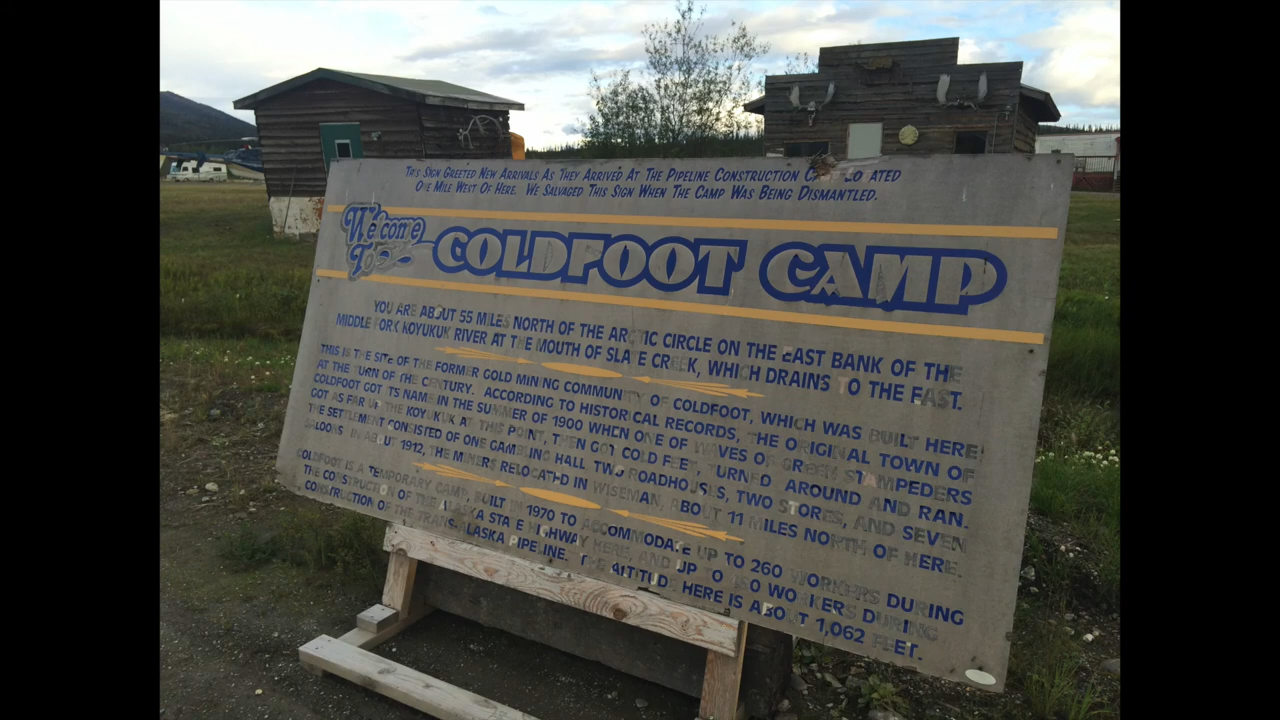 THIS SIGN GREETED NEW ARRIVALS AS THEY ARRIVED AT THE PIPELINE CONSTRUCTION C LO ATED
ONE MILE WEST OF HERE. WE SALVAGED THIS SIGN WHEN THE CAMP WAS BEING DISMANTLED.
Welcome
To
COLDFOOT CAMP
YOU ARE ABOUT 55 MILES NORTH OF THE ARCTIC CIRCLE ON THE EAST BANK OF THE
MIDDLE FORK KOYUKUK RIVER AT THE MOUTH OF SLATE CREEK, WHICH DRAINS TO THE EAST.
THIS IS THE SITE OF THE FORMER GOLD MINING COMMUNITY OF COLDFOOT, WHICH WAS BUILT HERE
AT THE TURN OF THE CENTURY. ACCORDING TO HISTORICAL RECORDS, THE ORIGINAL TOWN OF
COLDFOOT GOT ITS NAME IN THE SUMMER OF 1900 WHEN ONE OF WAVES OF GREEN STAMPEDERS
GOT AS FAR UP THE KOYUKUK AT THIS POINT, THEN GOT COLD FEET, TURNED AROUND AND RAN.
THE SETTLEMENT CONSISTED OF ONE GAMBLING HALL, TWO ROADHOUSES, TWO STORES, AND SEVEN
SALOONS. IN ABOUT 1912, THE MINERS RELOCATED IN WISEMAN, ABOUT 11 MILES NORTH OF HERE.
COLDFOOT IS A TEMPORARY CAMP, BUILT IN 1970 TO ACCOMMODATE UP TO 260 WORKERS DURING
THE CONSTRUCTION OF THE ALASKA STATE HIGHWAY HERE, AND UP TO 50 WORKERS DURING
CONSTRUCTION OF THE TRANS-ALASKA PIPELINE. THE ALTITUDE HERE IS ABOUT 1,062 FEET.